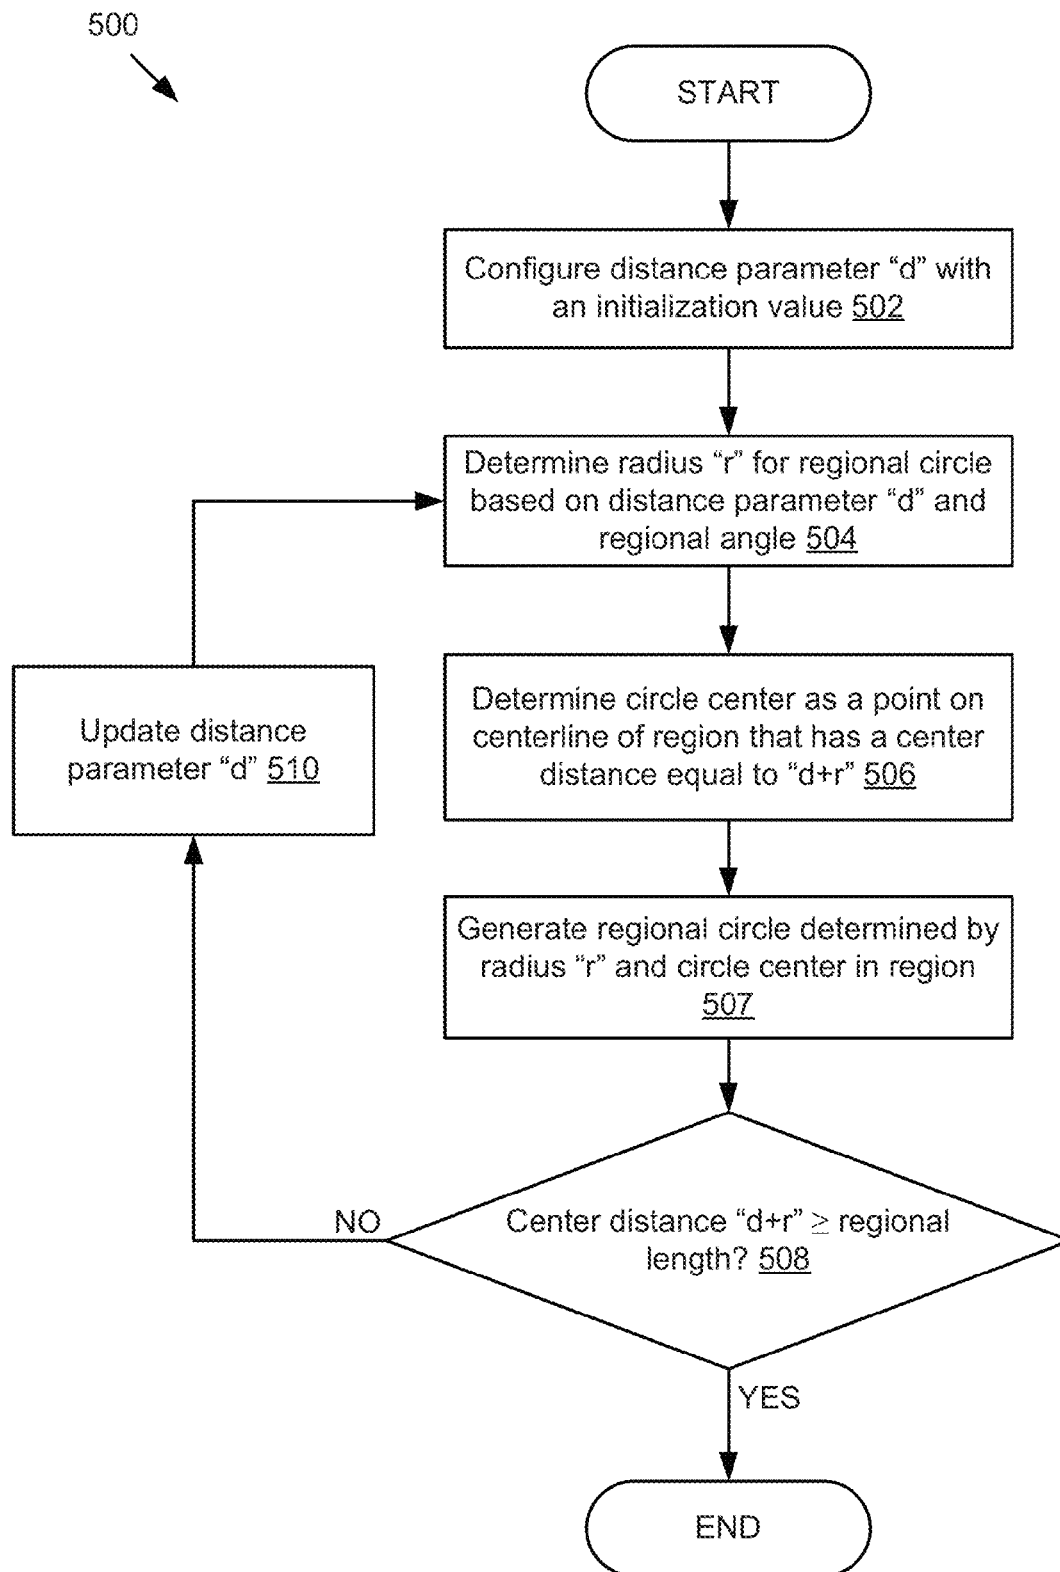 500
START
Configure distance parameter “d” with
an initialization value 502
Determine radius “r” for regional circle
based on distance parameter “d” and
regional angle 504
Determine circle center as a point on
centerline of region that has a center
distance equal to “d+r” 506
Update distance
parameter “d” 510
Generate regional circle determined by
radius “r” and circle center in region
507
NO
Center distance “d+r” ≥ regional
length? 508
YES
END